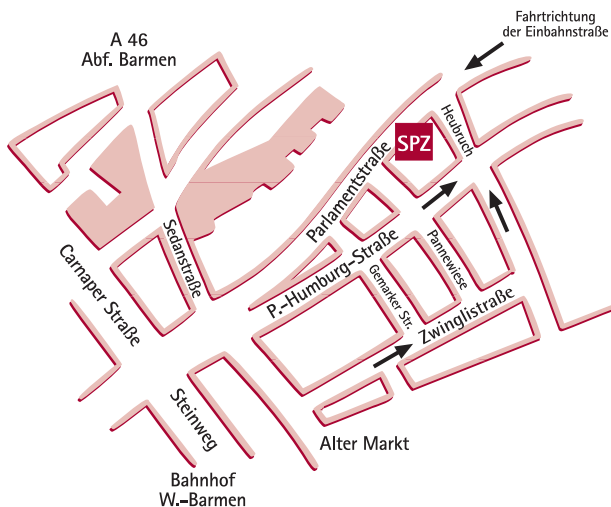 Fahrtrichtung
der Einbahnstraße
A 46
Abf. Barmen
Heubruch
SPZ
Parlamentstraße
Sedanstraße
Carnaper Straße
P.-Humburg-Straße
Pannewiese
Gemarker Str.
Zwinglistraße
Steinweg
Alter Markt
Bahnhof
W.-Barmen